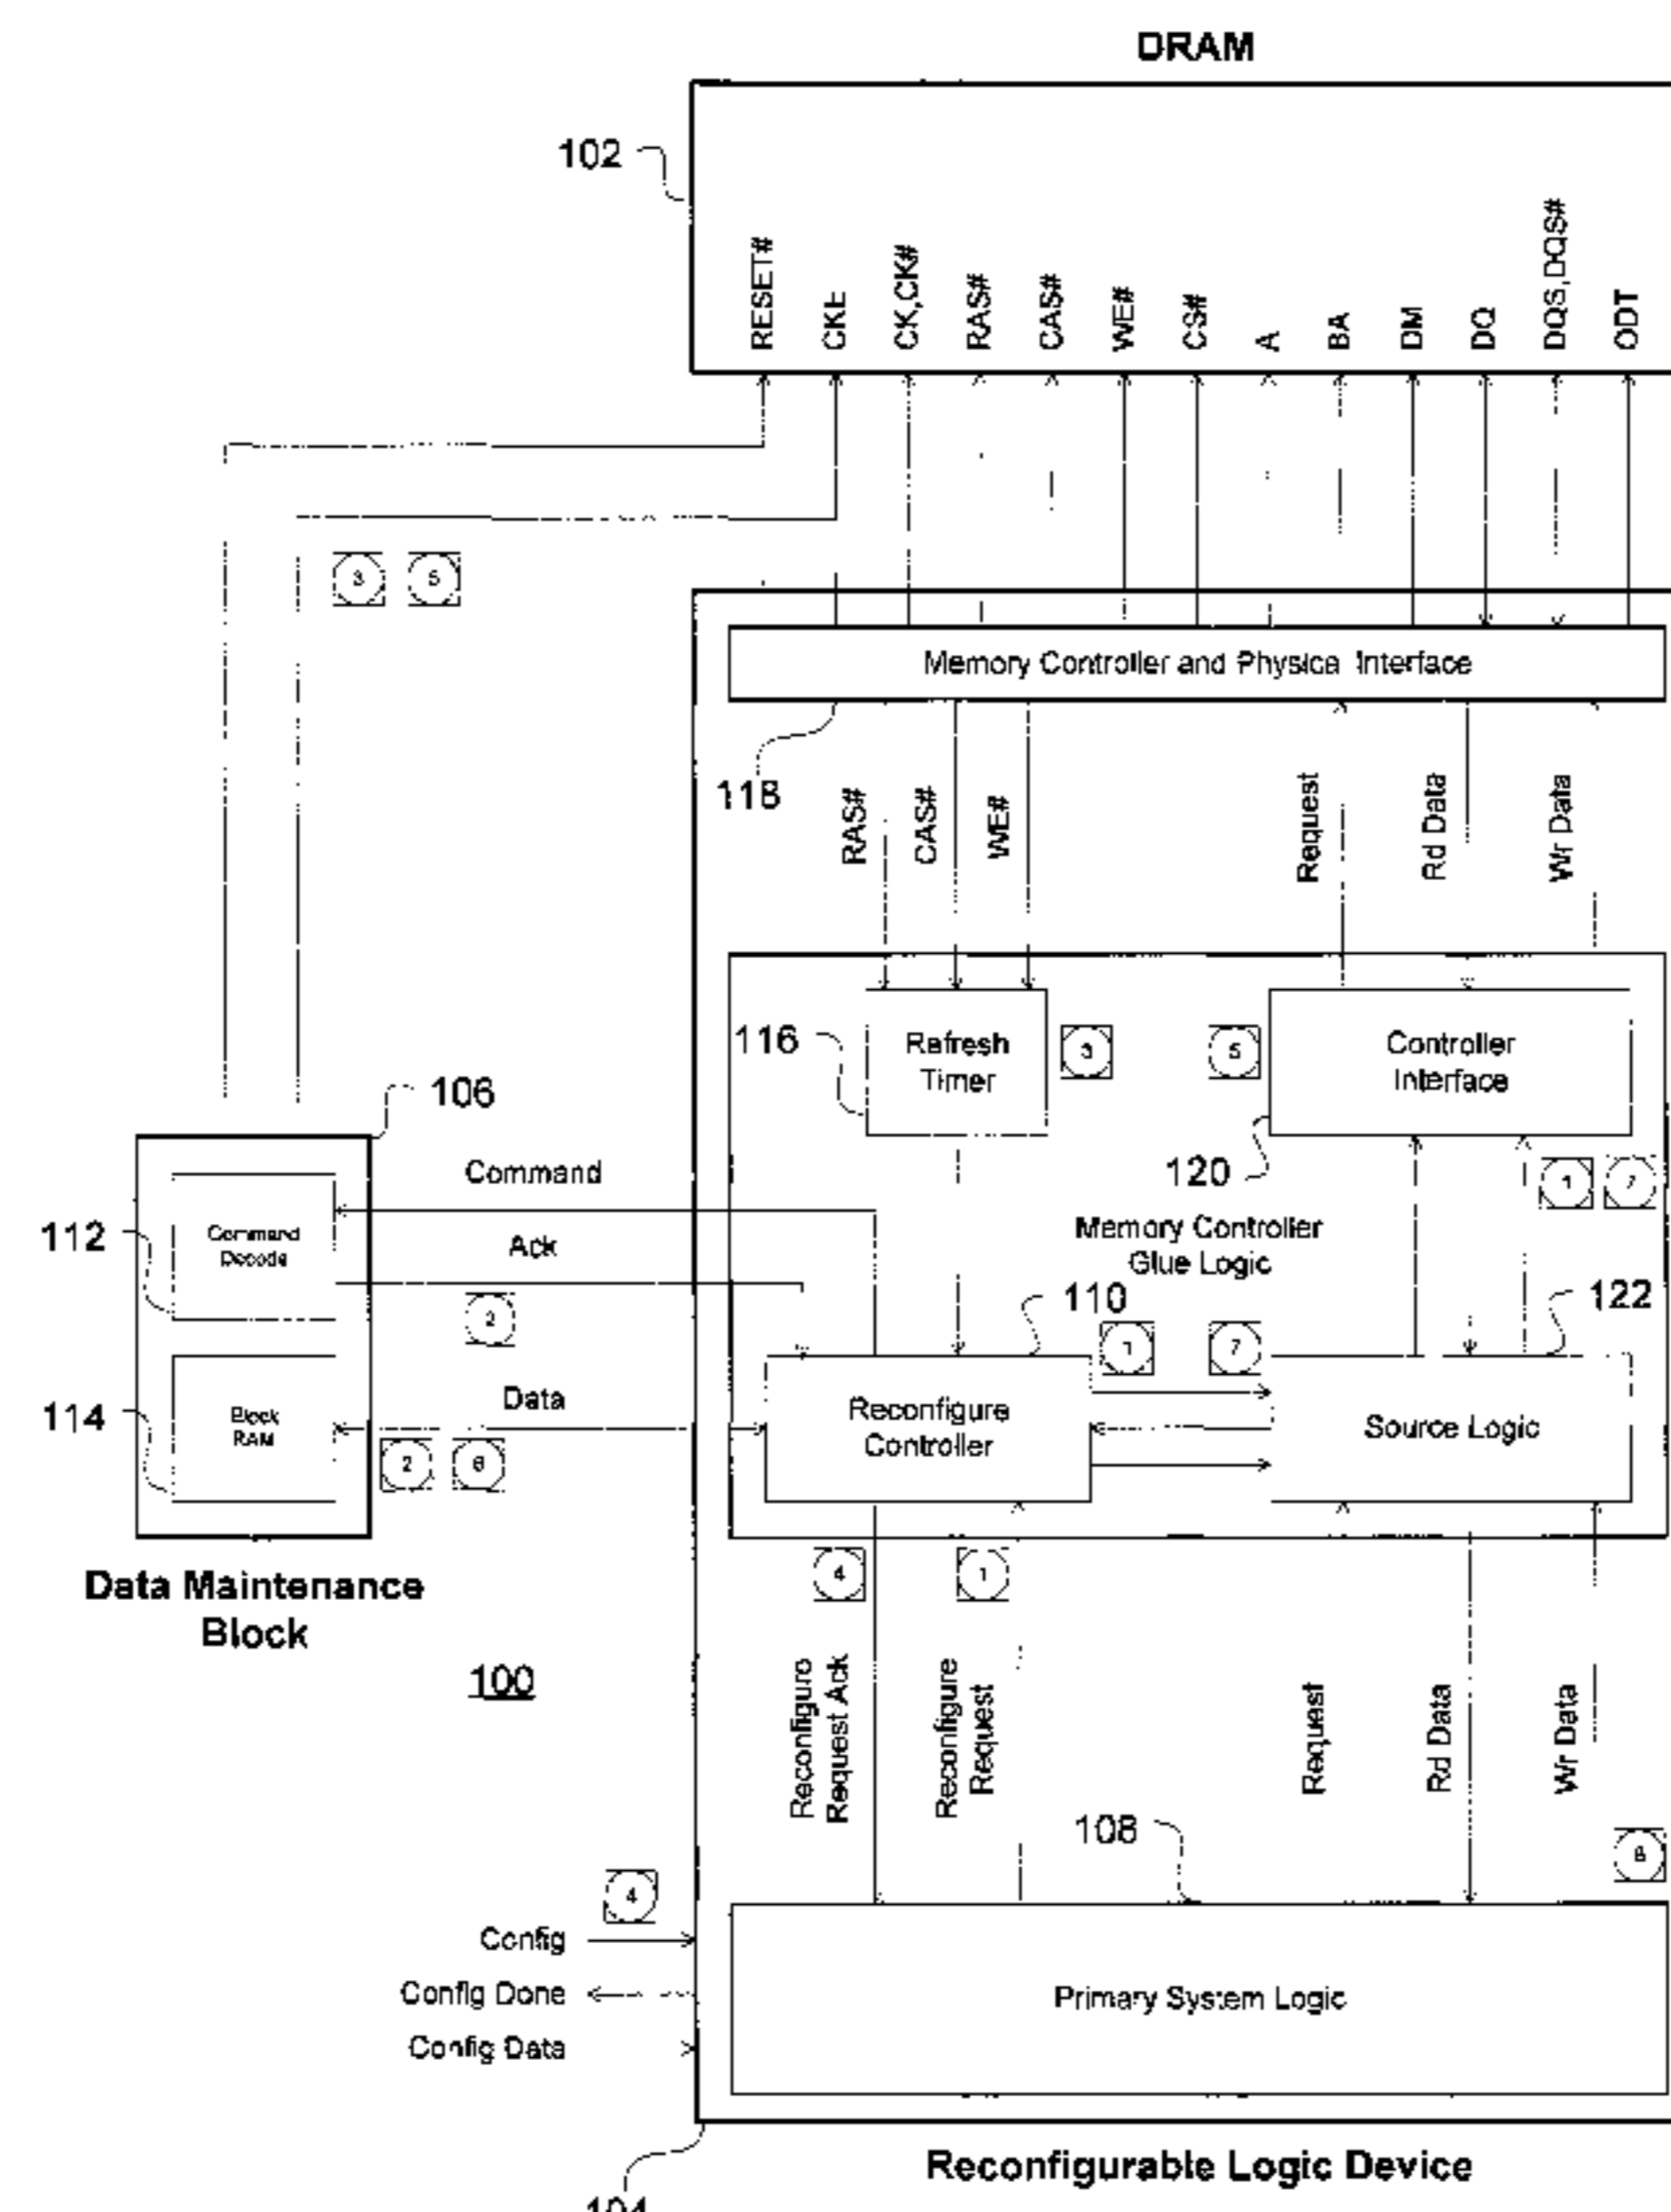 DRAM
102
RESET#
CKE
CK,CK#
RAS#
CAS#
WE#
CS#
A
BA
DM
DQ
DQS,DQS#
ODT
3
5
Memory Controller and Physical Interface
118
RAS#
CAS#
WE#
Request
Rd Data
Wr Data
116
Refresh
Timer
3
5
Controller
Interface
106
120
1
7
Command
112
Command
Decode
Ack
Memory Controller
Glue Logic
2
110
122
1
7
114
Block
RAM
Data
2
6
Reconfigure
Controller
Source Logic
Data Maintenance
Block
100
4
1
Reconfigure
Request Ack
Reconfigure
Request
Request
Rd Data
Wr Data
108
8
4
Config
Config Done
Config Data
Primary System Logic
Reconfigurable Logic Device
104